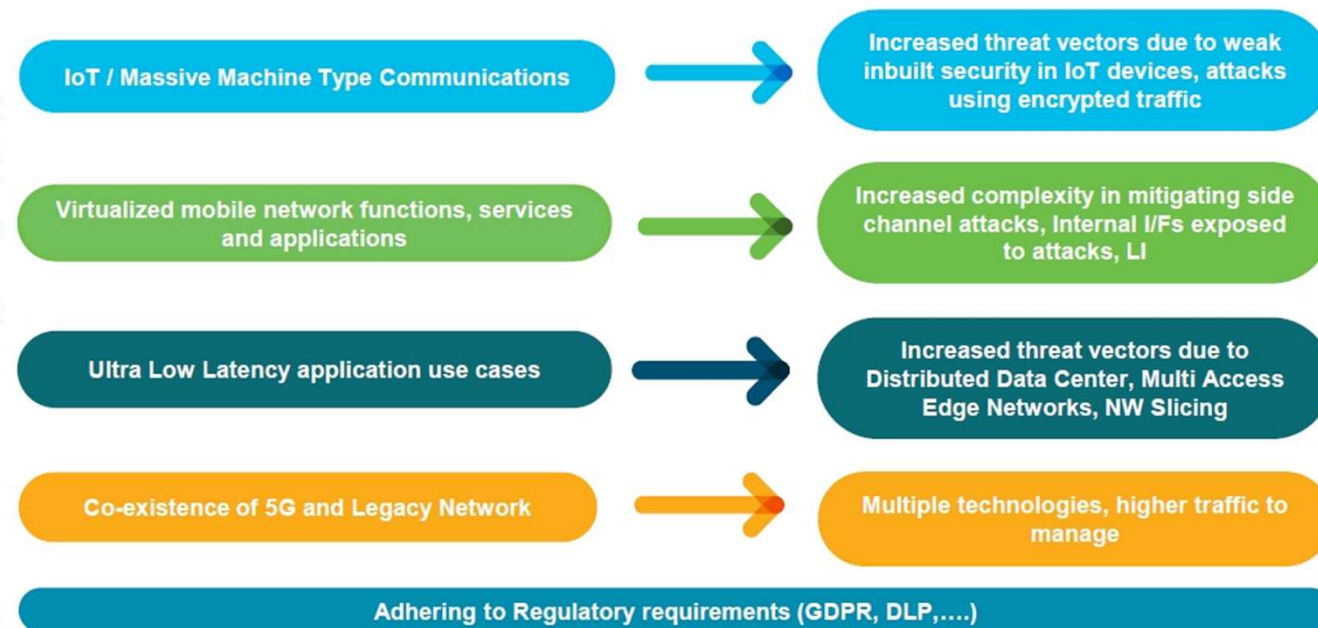 IoT / Massive Machine Type Communications
Increased threat vectors due to weak
inbuilt security in IoT devices, attacks
using encrypted traffic
Virtualized mobile network functions, services
and applications
Increased complexity in mitigating side
channel attacks, Internal I/Fs exposed
to attacks, LI
Ultra Low Latency application use cases
Increased threat vectors due to
Distributed Data Center, Multi Access
Edge Networks, NW Slicing
Co-existence of 5G and Legacy Network
Multiple technologies, higher traffic to
manage
Adhering to Regulatory requirements (GDPR, DLP,....)